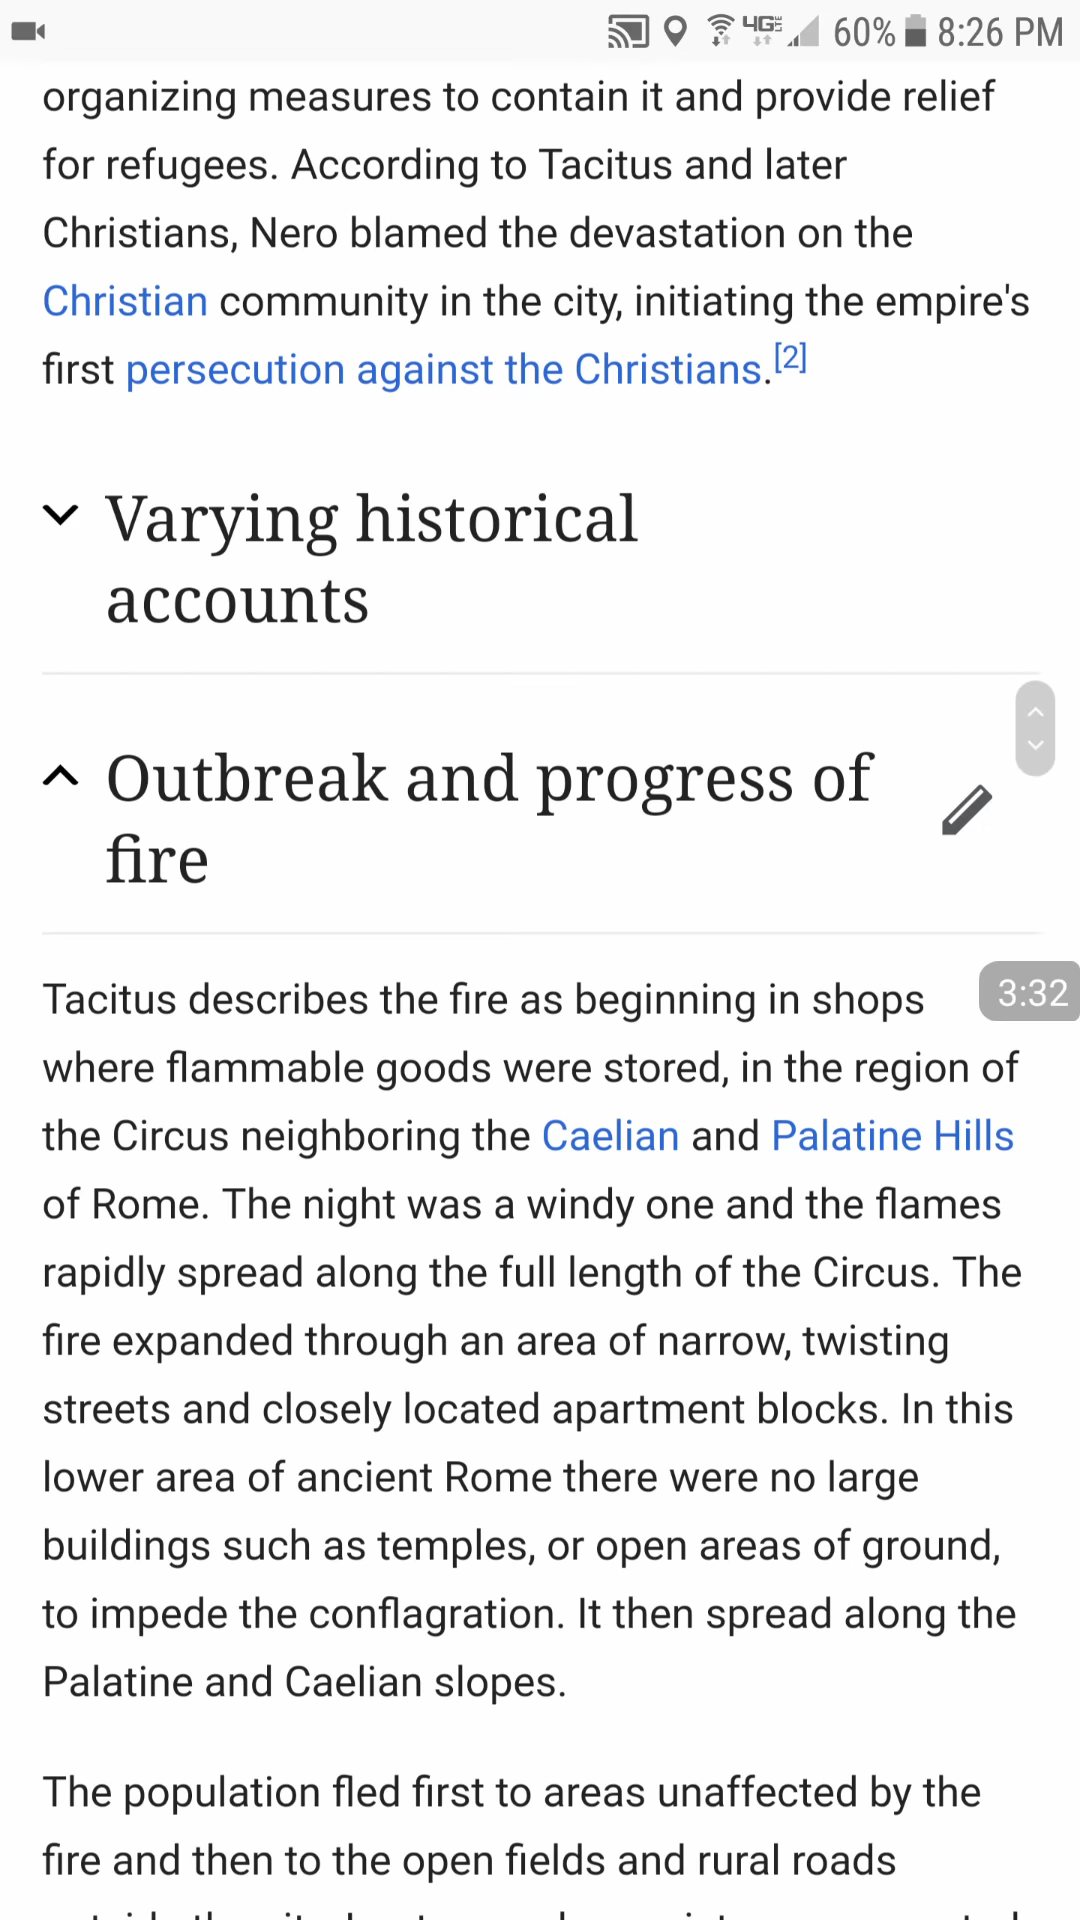 4G LTE 60% 8:26 PM
organizing measures to contain it and provide relief
for refugees. According to Tacitus and later
Christians, Nero blamed the devastation on the
Christian community in the city, initiating the empire's
first persecution against the Christians.[2]
Varying historical
accounts
Outbreak and progress of
fire
3:32
Tacitus describes the fire as beginning in shops
where flammable goods were stored, in the region of
the Circus neighboring the Caelian and Palatine Hills
of Rome. The night was a windy one and the flames
rapidly spread along the full length of the Circus. The
fire expanded through an area of narrow, twisting
streets and closely located apartment blocks. In this
lower area of ancient Rome there were no large
buildings such as temples, or open areas of ground,
to impede the conflagration. It then spread along the
Palatine and Caelian slopes.
The population fled first to areas unaffected by the
fire and then to the open fields and rural roads